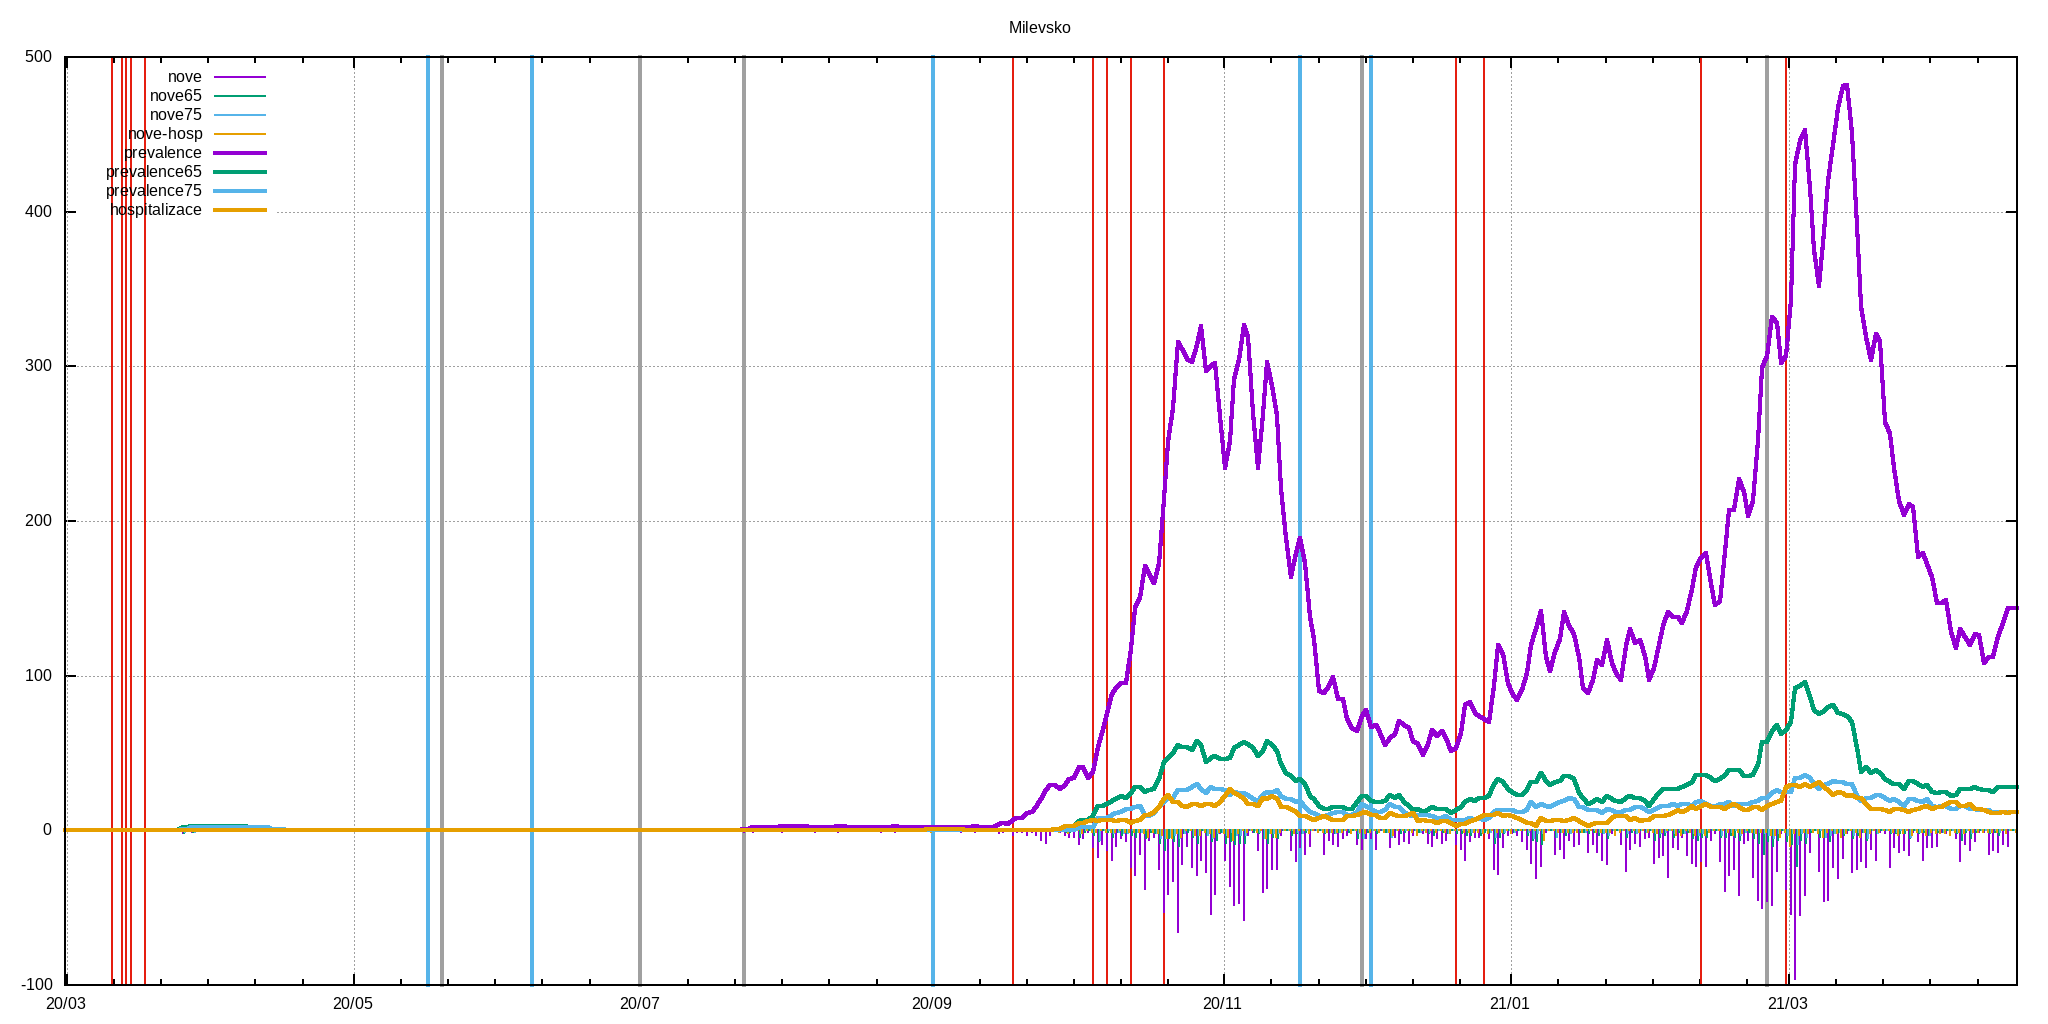 Milevsko
500
400
300
200
100
0
-100
nove
nove65
nove75
nove-hosp
prevalence
prevalence65
prevalence75
hospitalizace
20/03 20/05 20/07 20/09 20/11 21/01 21/03